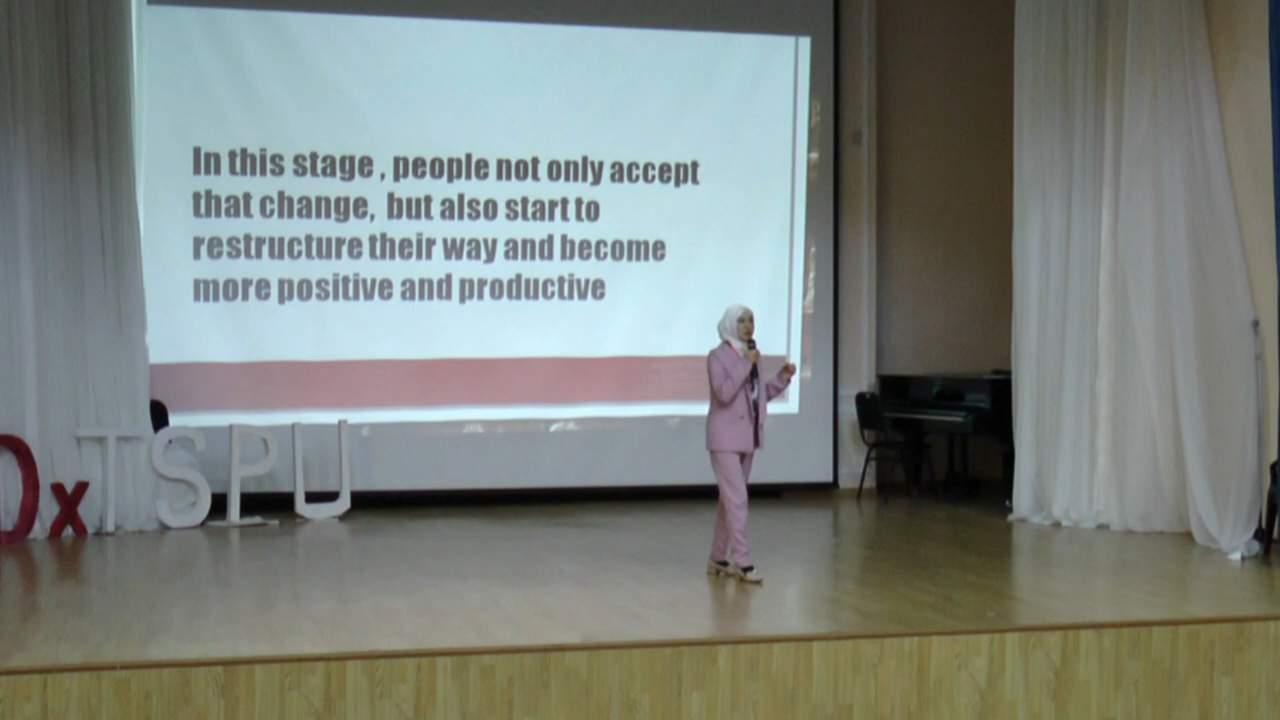 In this stage , people not only accept
that change, but also start to
restructure their way and become
more positive and productive
DxTSPU